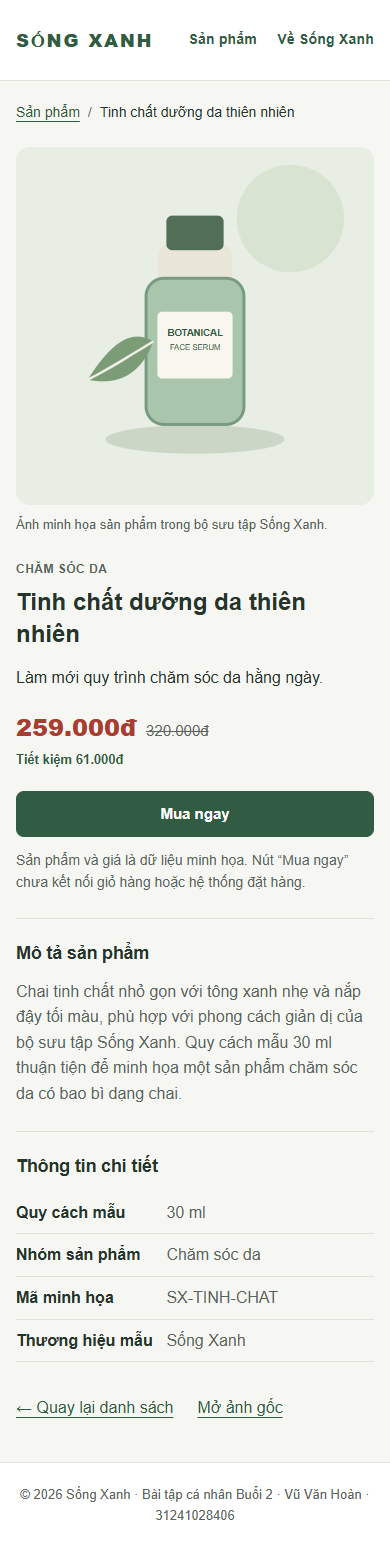 SỐNG XANH
Sản phẩm
Về Sống Xanh
Sản phẩm / Tinh chất dưỡng da thiên nhiên
BOTANICAL
FACE SERUM
Ảnh minh họa sản phẩm trong bộ sưu tập Sống Xanh.
CHĂM SÓC DA
Tinh chất dưỡng da thiên
nhiên
Làm mới quy trình chăm sóc da hằng ngày.
259.000đ 320.000đ
Tiết kiệm 61.000đ
Mua ngay
Sản phẩm và giá là dữ liệu minh họa. Nút “Mua ngay”
chưa kết nối giỏ hàng hoặc hệ thống đặt hàng.
Mô tả sản phẩm
Chai tinh chất nhỏ gọn với tông xanh nhẹ và nắp
đậy tối màu, phù hợp với phong cách giản dị của
bộ sưu tập Sống Xanh. Quy cách mẫu 30 ml
thuận tiện để minh họa một sản phẩm chăm sóc
da có bao bì dạng chai.
Thông tin chi tiết
Quy cách mẫu 30 ml
Nhóm sản phẩm Chăm sóc da
Mã minh họa SX-TINH-CHAT
Thương hiệu mẫu Sống Xanh
← Quay lại danh sách Mở ảnh gốc
© 2026 Sống Xanh · Bài tập cá nhân Buổi 2 · Vũ Văn Hoàn ·
31241028406